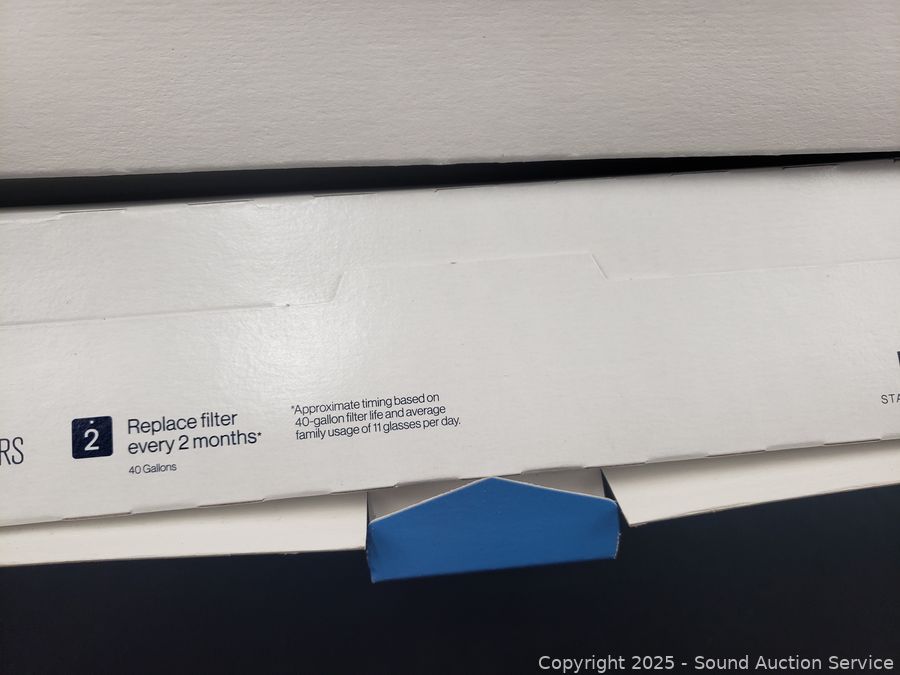 RS
2
Replace filter
every 2 months*
40 Gallons
*Approximate timing based on
40-gallon filter life and average
family usage of 11 glasses per day.
STA
Copyright 2025 - Sound Auction Service